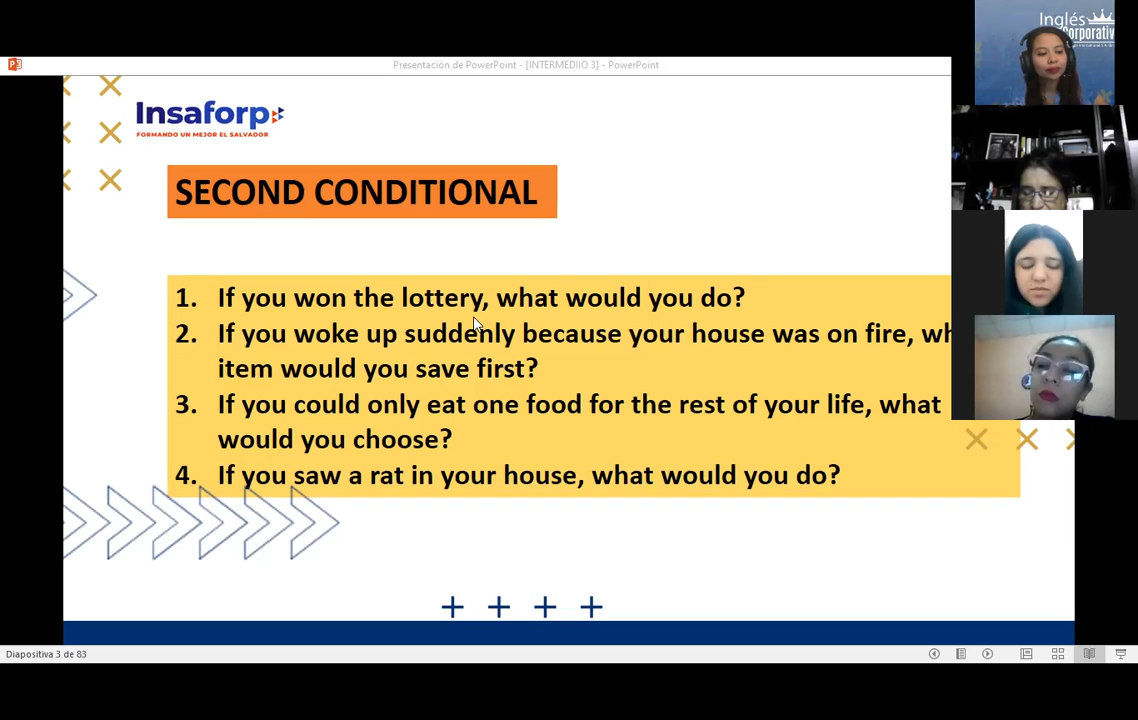 Presentación de PowerPoint - [INTERMEDIIO 3] - PowerPoint
Inglés
Corporativ
Insaforp
FORMANDO UN MEJOR EL SALVADOR
SECOND CONDITIONAL
1. If you won the lottery, what would you do?
2. If you woke up suddenly because your house was on fire, wh
item would you save first?
3. If you could only eat one food for the rest of your life, what
would you choose?
4. If you saw a rat in your house, what would you do?
Diapositiva 3 de 83